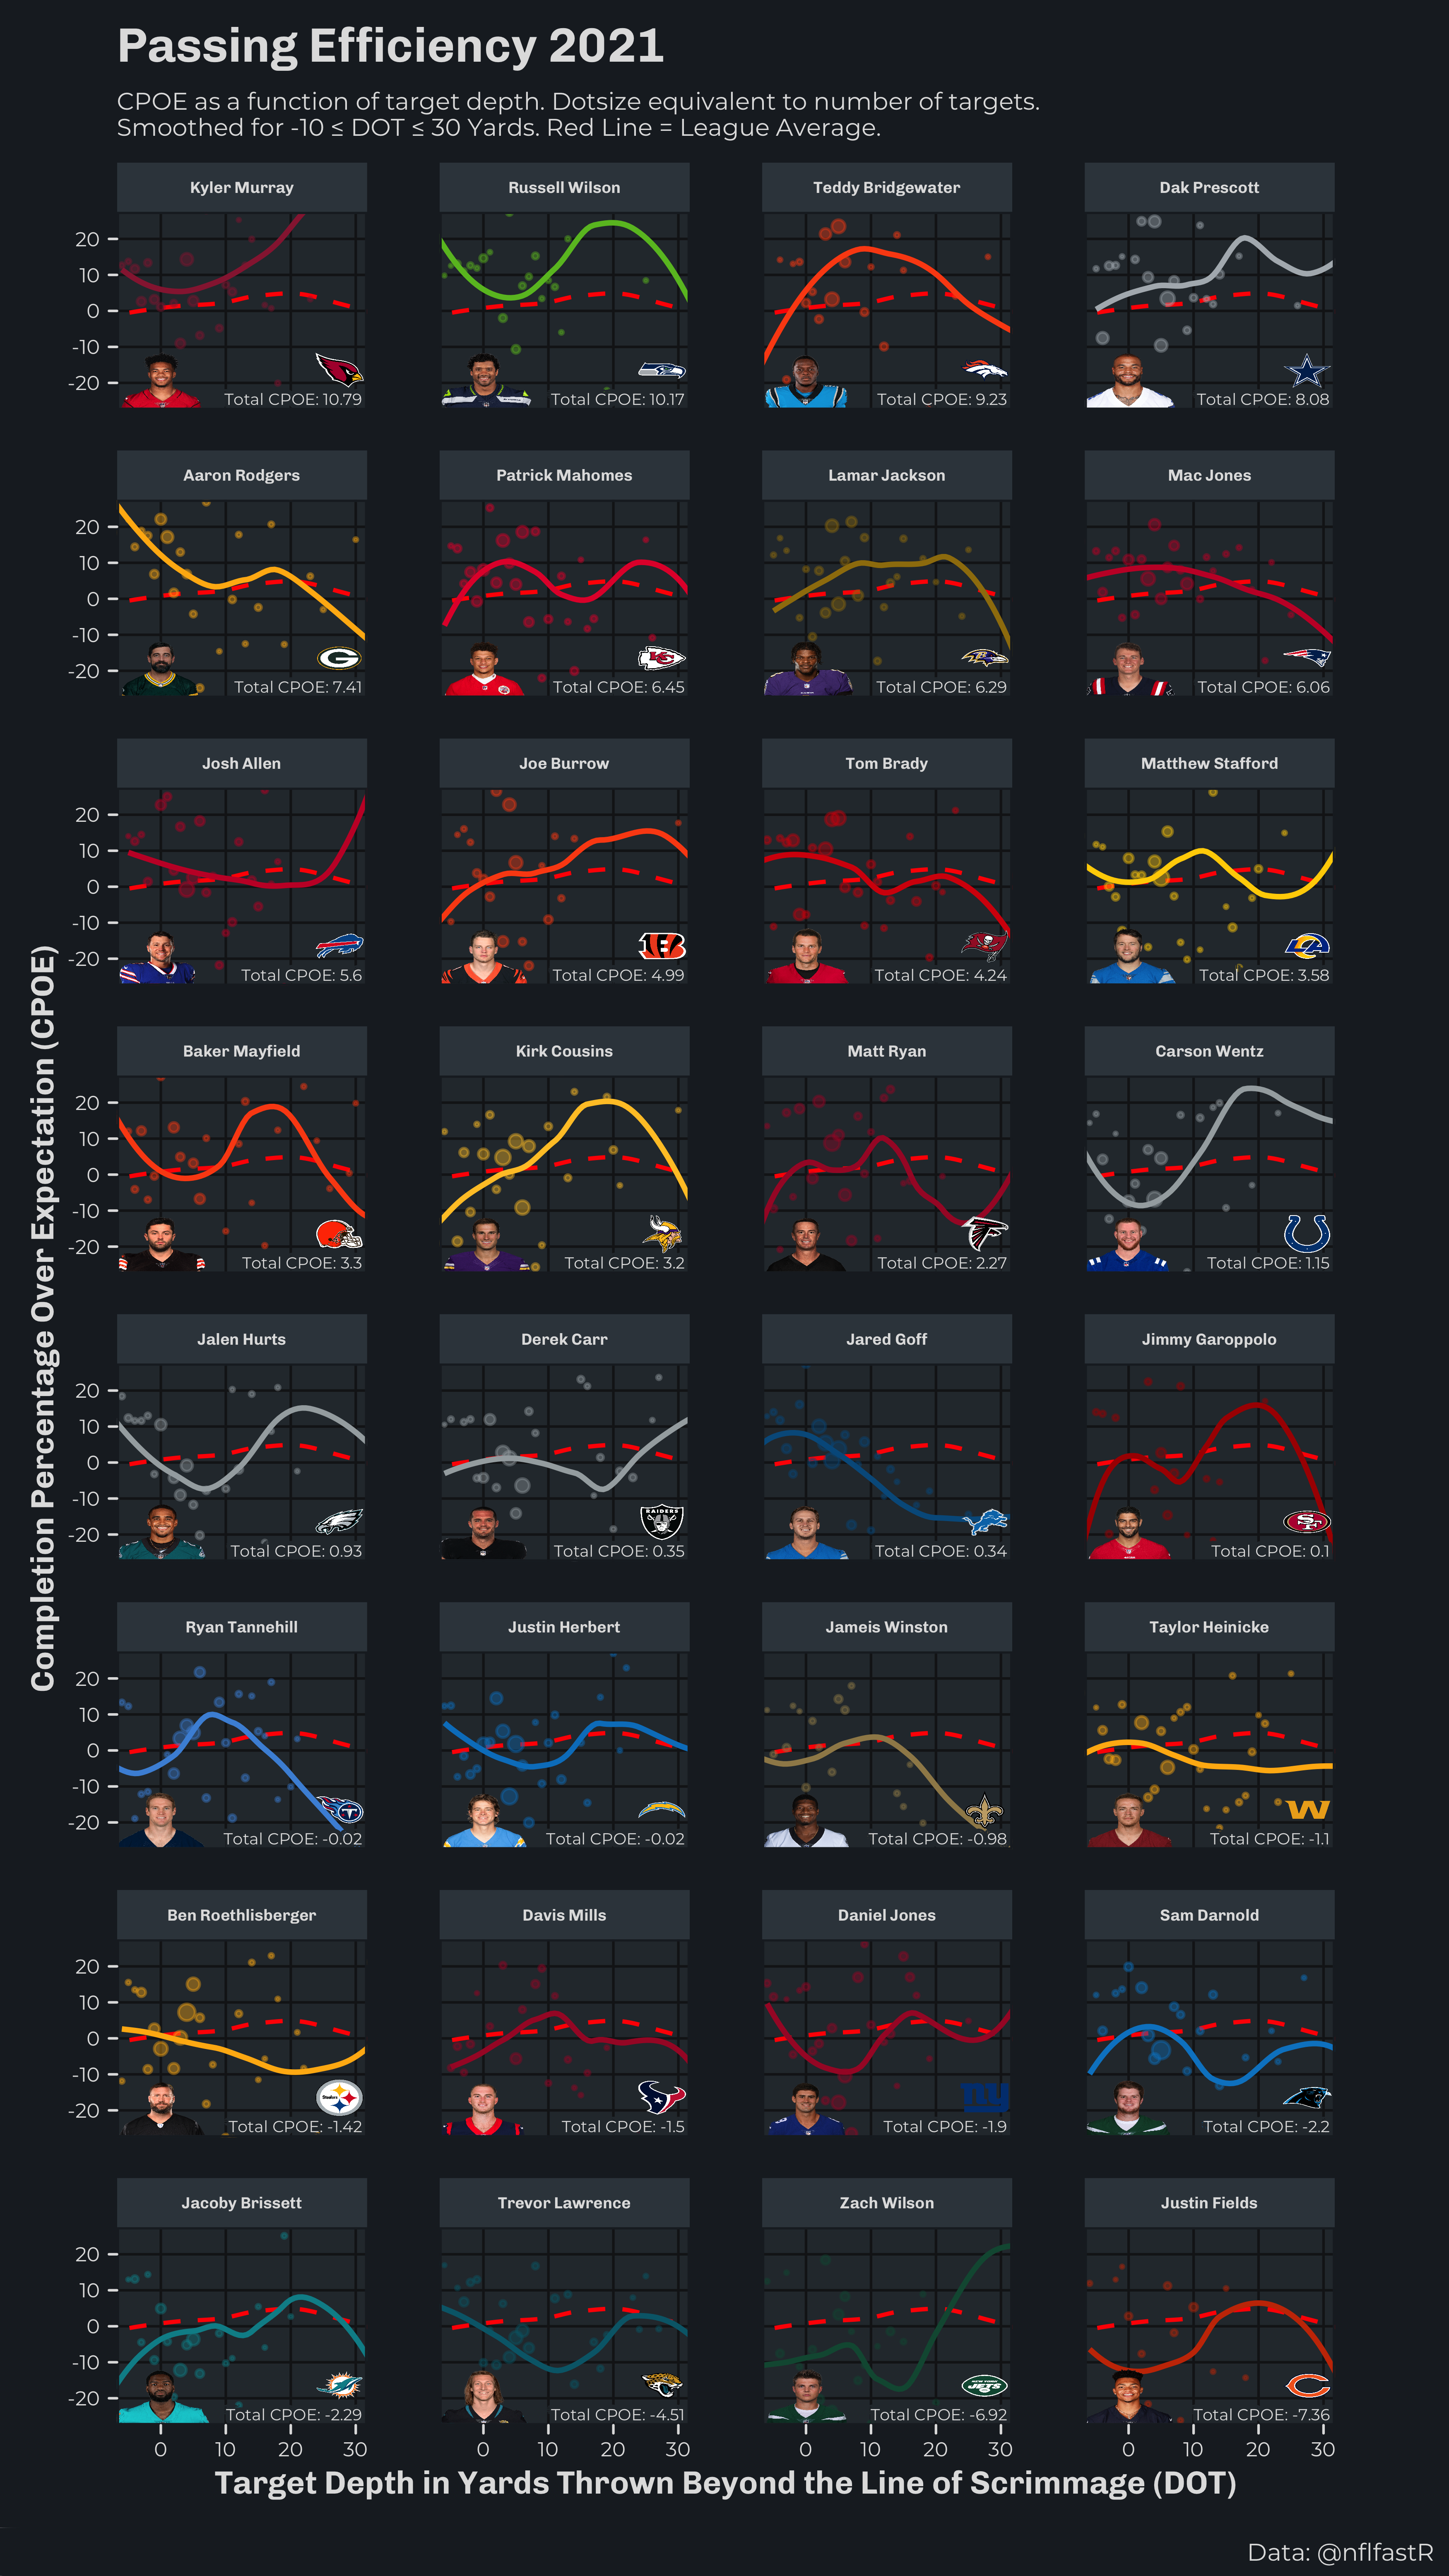 Passing Efficiency 2021
CPOE as a function of target depth. Dotsize equivalent to number of targets.
Smoothed for -10 ≤ DOT ≤ 30 Yards. Red Line = League Average.
Kyler Murray
Russell Wilson
Teddy Bridgewater
Dak Prescott
20
10
0
-10
-20
Total CPOE: 10.79
Total CPOE: 10.17
Total CPOE: 9.23
Total CPOE: 8.08
Aaron Rodgers
Patrick Mahomes
Lamar Jackson
Mac Jones
20
10
0
-10
-20
G
KC
Total CPOE: 7.41
Total CPOE: 6.45
Total CPOE: 6.29
Total CPOE: 6.06
Josh Allen
Joe Burrow
Tom Brady
Matthew Stafford
20
10
0
-10
-20
B
LA
Total CPOE: 5.6
Total CPOE: 4.99
Total CPOE: 4.24
Total CPOE: 3.58
Baker Mayfield
Kirk Cousins
Matt Ryan
Carson Wentz
20
10
0
-10
-20
Total CPOE: 3.3
Total CPOE: 3.2
Total CPOE: 2.27
Total CPOE: 1.15
Jalen Hurts
Derek Carr
Jared Goff
Jimmy Garoppolo
20
10
0
-10
-20
RAIDERS
SF
Total CPOE: 0.93
Total CPOE: 0.35
Total CPOE: 0.34
Total CPOE: 0.1
Ryan Tannehill
Justin Herbert
Jameis Winston
Taylor Heinicke
20
10
0
-10
-20
T
W
Total CPOE: -0.02
Total CPOE: -0.02
Total CPOE: -0.98
Total CPOE: -1.1
Ben Roethlisberger
Davis Mills
Daniel Jones
Sam Darnold
20
10
0
-10
-20
Steelers
ny
Total CPOE: -1.42
Total CPOE: -1.5
Total CPOE: -1.9
Total CPOE: -2.2
Jacoby Brissett
Trevor Lawrence
Zach Wilson
Justin Fields
20
10
0
-10
-20
NEW YORK
JETS
C
Total CPOE: -2.29
Total CPOE: -4.51
Total CPOE: -6.92
Total CPOE: -7.36
0 10 20 30
0 10 20 30
0 10 20 30
0 10 20 30
Completion Percentage Over Expectation (CPOE)
Target Depth in Yards Thrown Beyond the Line of Scrimmage (DOT)
Data: @nflfastR